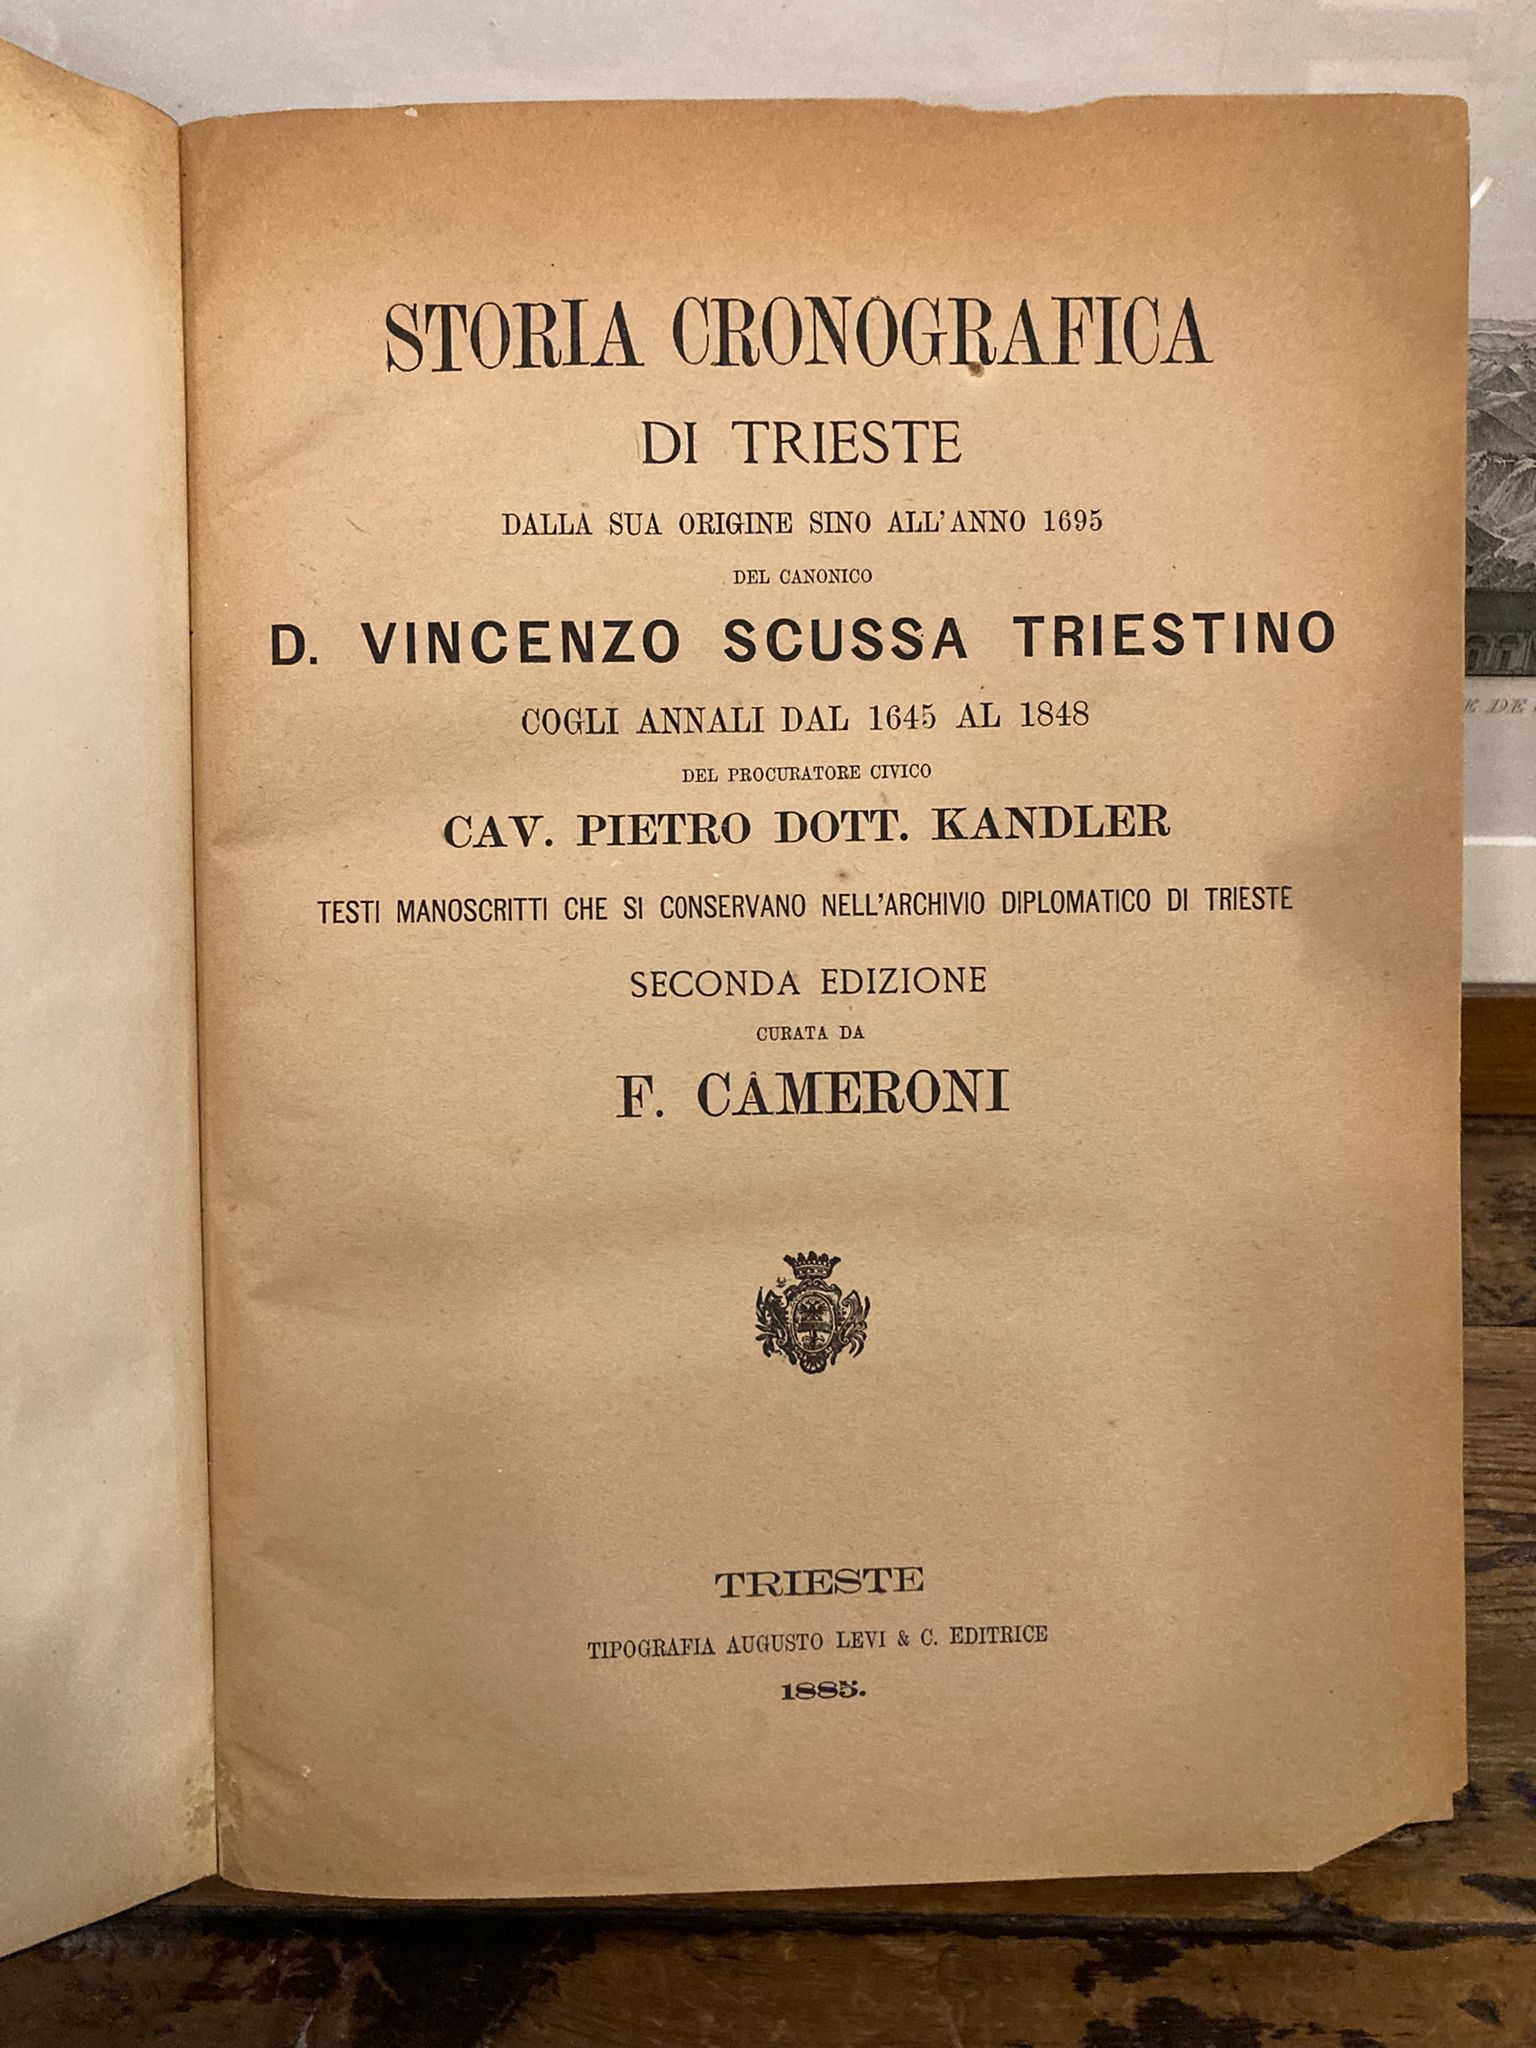 STORIA CRONOGRAFICA
DI TRIESTE
DALLA SUA ORIGINE SINO ALL'ANNO 1695
DEL CANONICO
D. VINCENZO SCUSSA TRIESTINO
COGLI ANNALI DAL 1645 AL 1848
DEL PROCURATORE CIVICO
CAV. PIETRO DOTT. KANDLER
TESTI MANOSCRITTI CHE SI CONSERVANO NELL'ARCHIVIO DIPLOMATICO DI TRIESTE
SECONDA EDIZIONE
CURATA DA
F. CAMERONI
TRIESTE
TIPOGRAFIA AUGUSTO LEVI & C. EDITRICE
1885.